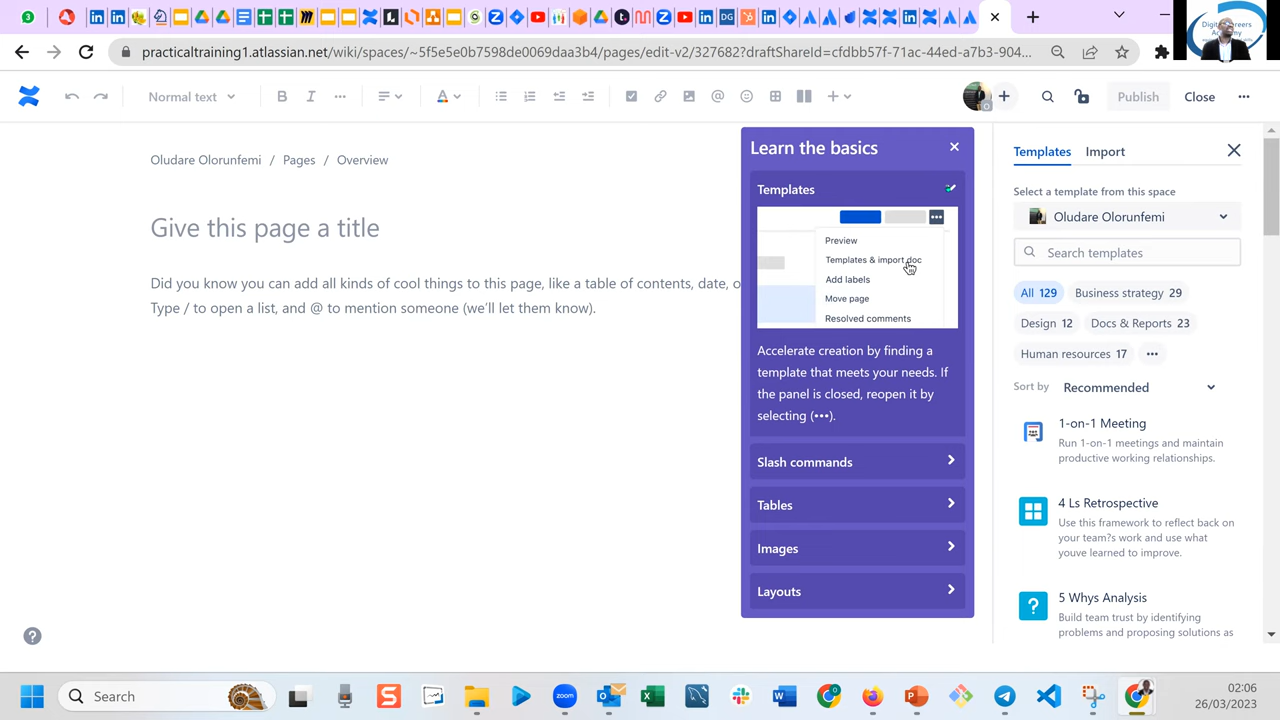 practicaltraining1.atlassian.net/wiki/spaces/~5f5e5e0b7598de0069daa3b4/pages/edit-v2/327682?draftShareId=cfdbb57f-71ac-44ed-a7b3-904...
Digital Careers
Academy
Normal text
Publish
Close
Oludare Olorunfemi / Pages / Overview
Give this page a title
Did you know you can add all kinds of cool things to this page, like a table of contents, date, o
Type / to open a list, and @ to mention someone (we'll let them know).
Learn the basics
Templates
Preview
Templates & import doc
Add labels
Move page
Resolved comments
Accelerate creation by finding a
template that meets your needs. If
the panel is closed, reopen it by
selecting (•••).
Slash commands
Tables
Images
Layouts
Templates Import
Select a template from this space
Oludare Olorunfemi
Search templates
All 129 Business strategy 29
Design 12 Docs & Reports 23
Human resources 17
Sort by Recommended
1-on-1 Meeting
Run 1-on-1 meetings and maintain
productive working relationships.
4 Ls Retrospective
Use this framework to reflect back on
your team?s work and use what
youve learned to improve.
5 Whys Analysis
Build team trust by identifying
problems and proposing solutions as
Search
zoom
02:06
26/03/2023